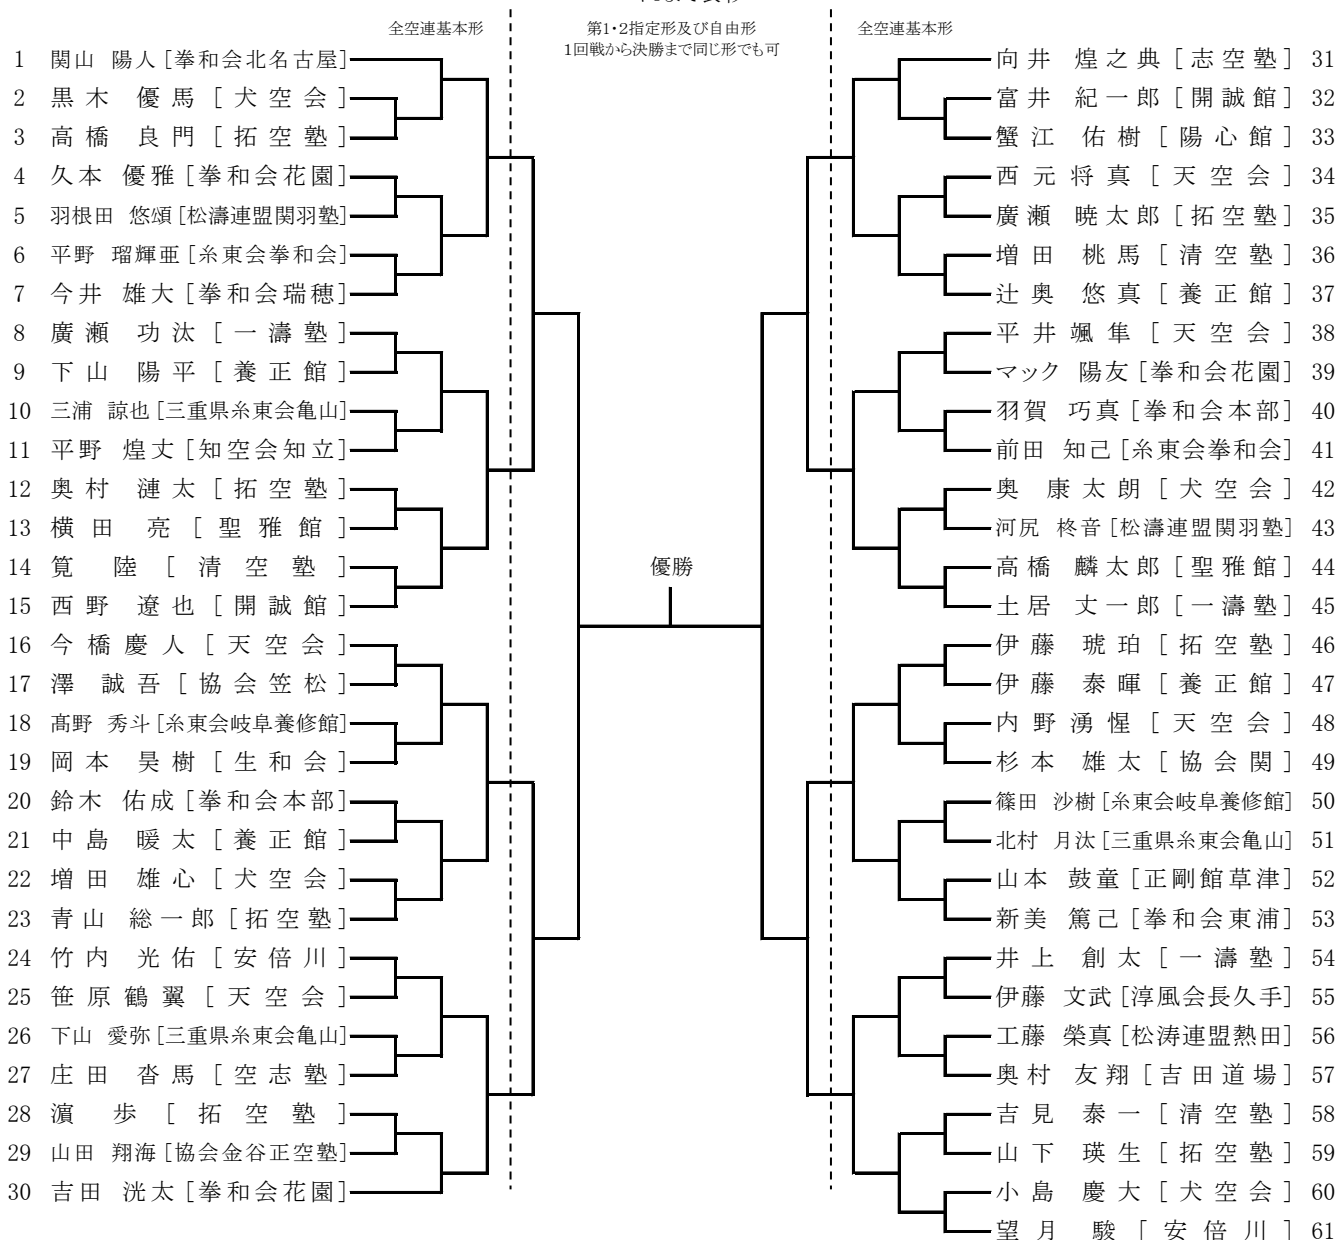 全空連基本形
第1・2指定形及び自由形
1回戦から決勝まで同じ形でも可
全空連基本形
1 関山 陽人 [拳和会北名古屋]
2 黒木 優馬 [犬空会]
3 高橋 良門 [拓空塾]
4 久本 優雅 [拳和会花園]
5 羽根田 悠頌 [松濤連盟関羽塾]
6 平野 瑠輝亜 [糸東会拳和会]
7 今井 雄大 [拳和会瑞穂]
8 廣瀬 功汰 [一濤塾]
9 下山 陽平 [養正館]
10 三浦 諒也 [三重県糸東会亀山]
11 平野 煌丈 [知空会知立]
12 奥村 漣太 [拓空塾]
13 横田 亮 [聖雅館]
14 筧 陸 [清空塾]
15 西野 遼也 [開誠館]
16 今橋慶人 [天空会]
17 澤 誠吾 [協会笠松]
18 髙野 秀斗 [糸東会岐阜養修館]
19 岡本 昊樹 [生和会]
20 鈴木 佑成 [拳和会本部]
21 中島 暖太 [養正館]
22 増田 雄心 [犬空会]
23 青山 総一郎 [拓空塾]
24 竹内 光佑 [安倍川]
25 笹原鶴翼 [天空会]
26 下山 愛弥 [三重県糸東会亀山]
27 庄田 沓馬 [空志塾]
28 濵 歩 [拓空塾]
29 山田 翔海 [協会金谷正空塾]
30 吉田 洸太 [拳和会花園]
優勝
向井 煌之典 [志空塾] 31
富井 紀一郎 [開誠館] 32
蟹江 佑樹 [陽心館] 33
西元将真 [天空会] 34
廣瀬 暁太郎 [拓空塾] 35
増田 桃馬 [清空塾] 36
辻奥 悠真 [養正館] 37
平井颯隼 [天空会] 38
マック 陽友 [拳和会花園] 39
羽賀 巧真 [拳和会本部] 40
前田 知己 [糸東会拳和会] 41
奥 康太朗 [犬空会] 42
河尻 柊音 [松濤連盟関羽塾] 43
高橋 麟太郎 [聖雅館] 44
土居 丈一郎 [一濤塾] 45
伊藤 琥珀 [拓空塾] 46
伊藤 泰暉 [養正館] 47
内野湧惺 [天空会] 48
杉本 雄太 [協会関] 49
篠田 沙樹 [糸東会岐阜養修館] 50
北村 月汰 [三重県糸東会亀山] 51
山本 鼓童 [正剛館草津] 52
新美 篤己 [拳和会東浦] 53
井上 創太 [一濤塾] 54
伊藤 文武 [淳風会長久手] 55
工藤 榮真 [松涛連盟熱田] 56
奥村 友翔 [吉田道場] 57
吉見 泰一 [清空塾] 58
山下 瑛生 [拓空塾] 59
小島 慶大 [犬空会] 60
望月 駿 [安倍川] 61